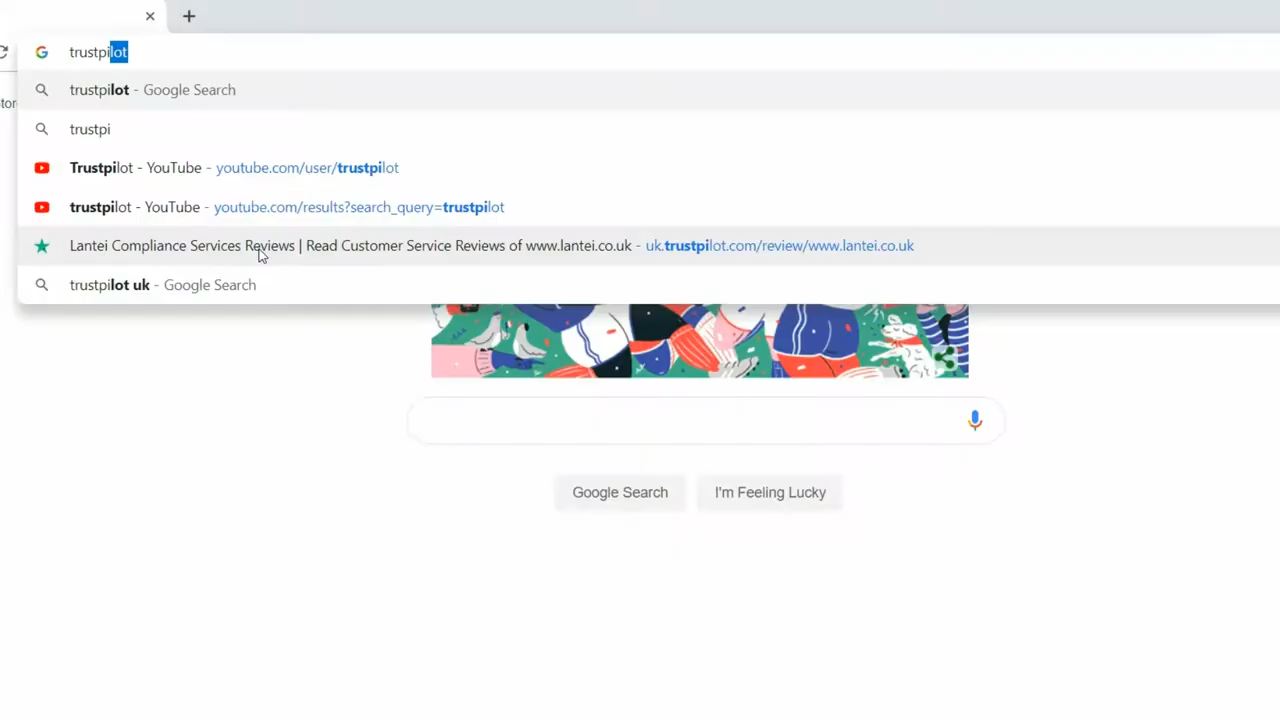 trustpilot
trustpilot - Google Search
trustpi
Trustpilot - YouTube - youtube.com/user/trustpilot
trustpilot - YouTube - youtube.com/results?search_query=trustpilot
Lantei Compliance Services Reviews | Read Customer Service Reviews of www.lantei.co.uk - uk.trustpilot.com/review/www.lantei.co.uk
trustpilot uk - Google Search
Google Search
I'm Feeling Lucky